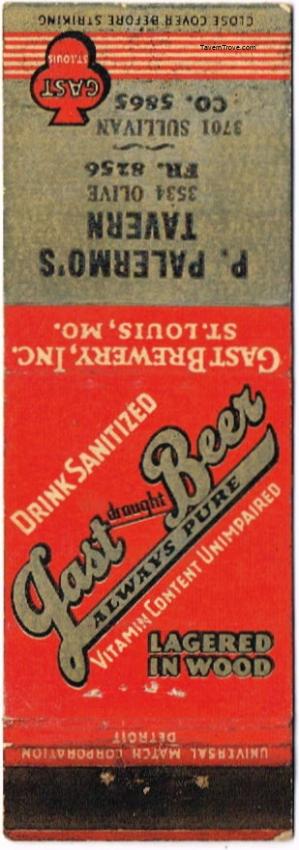 CLOSE COVER BEFORE STRIKING
TavernTrove.com
GAST
ST. LOUIS
P. PALERMO'S
TAVERN
3534 OLIVE
FR. 8256
3701 SULLIVAN
CO. 5865
GAST BREWERY, INC.
ST. LOUIS, MO.
DRINK SANITIZED
Gast draught Beer
ALWAYS PURE
VITAMIN CONTENT UNIMPAIRED
LAGERED
IN WOOD
UNIVERSAL MATCH CORPORATION
DETROIT